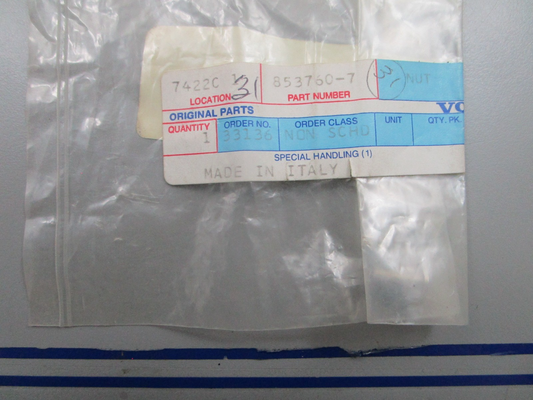 7422C 31 853760-7 31 NUT
LOCATION PART NUMBER
ORIGINAL PARTS VO
QUANTITY ORDER NO. ORDER CLASS UNIT QTY. PK.
1 33136 NON SCHD
SPECIAL HANDLING (1)
MADE IN ITALY